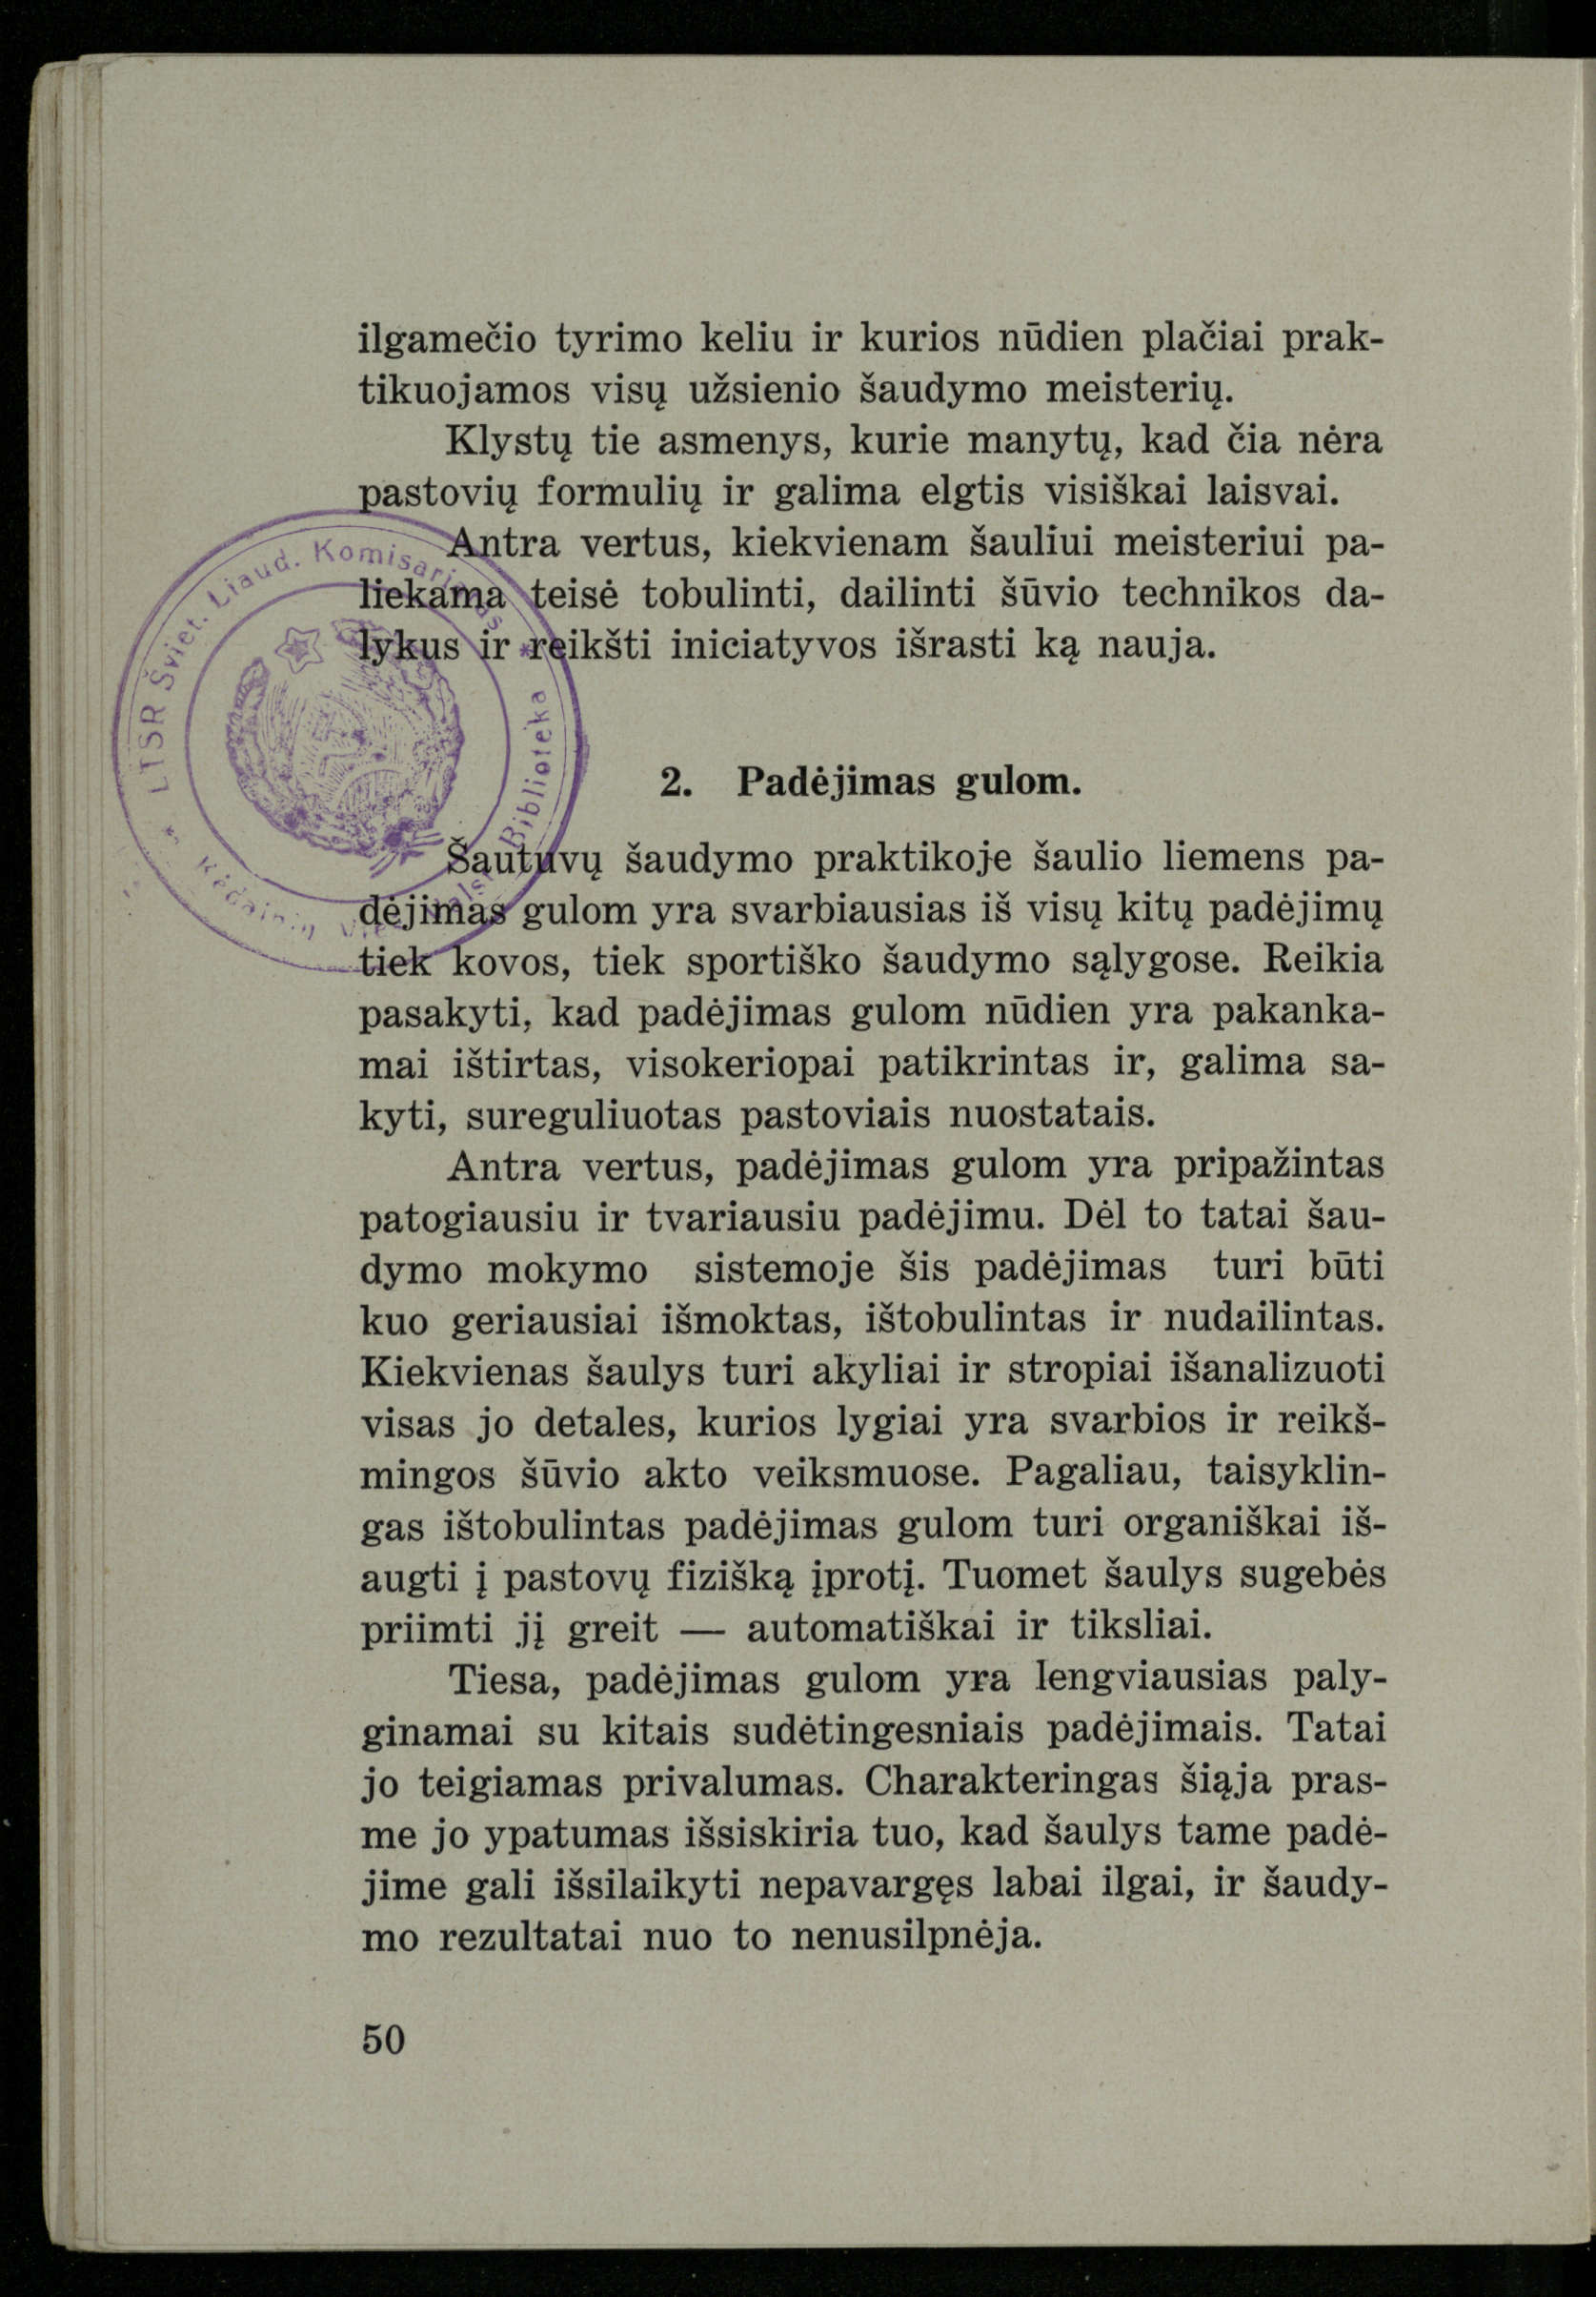 ilgamečio tyrimo keliu ir kurios nūdien plačiai prak-
tikuojamos visų užsienio šaudymo meisterių.
Klystų tie asmenys, kurie manytų, kad čia nėra
pastovių formulių ir galima elgtis visiškai laisvai.
Antra vertus, kiekvienam šauliui meisteriui pa-
liekama teisė tobulinti, dailinti šūvio technikos da-
lykus ir reikšti iniciatyvos išrasti ką nauja.
LTSR Šviet. Liaud. Komisariatas
Kėdainių Biblioteka
2. Padėjimas gulom.
Šautuvų šaudymo praktikoje šaulio liemens pa-
dėjimas gulom yra svarbiausias iš visų kitų padėjimų
tiek kovos, tiek sportiško šaudymo sąlygose. Reikia
pasakyti, kad padėjimas gulom nūdien yra pakanka-
mai ištirtas, visokeriopai patikrintas ir, galima sa-
kyti, sureguliuotas pastoviais nuostatais.
Antra vertus, padėjimas gulom yra pripažintas
patogiausiu ir tvariausiu padėjimu. Dėl to tatai šau-
dymo mokymo sistemoje šis padėjimas turi būti
kuo geriausiai išmoktas, ištobulintas ir nudailintas.
Kiekvienas šaulys turi akyliai ir stropiai išanalizuoti
visas jo detales, kurios lygiai yra svarbios ir reikš-
mingos šūvio akto veiksmuose. Pagaliau, taisyklin-
gas ištobulintas padėjimas gulom turi organiškai iš-
augti į pastovų fizišką įprotį. Tuomet šaulys sugebės
priimti jį greit — automatiškai ir tiksliai.
Tiesa, padėjimas gulom yra lengviausias paly-
ginamai su kitais sudėtingesniais padėjimais. Tatai
jo teigiamas privalumas. Charakteringas šiąja pras-
me jo ypatumas išsiskiria tuo, kad šaulys tame padė-
jime gali išsilaikyti nepavargęs labai ilgai, ir šaudy-
mo rezultatai nuo to nenusilpnėja.
50